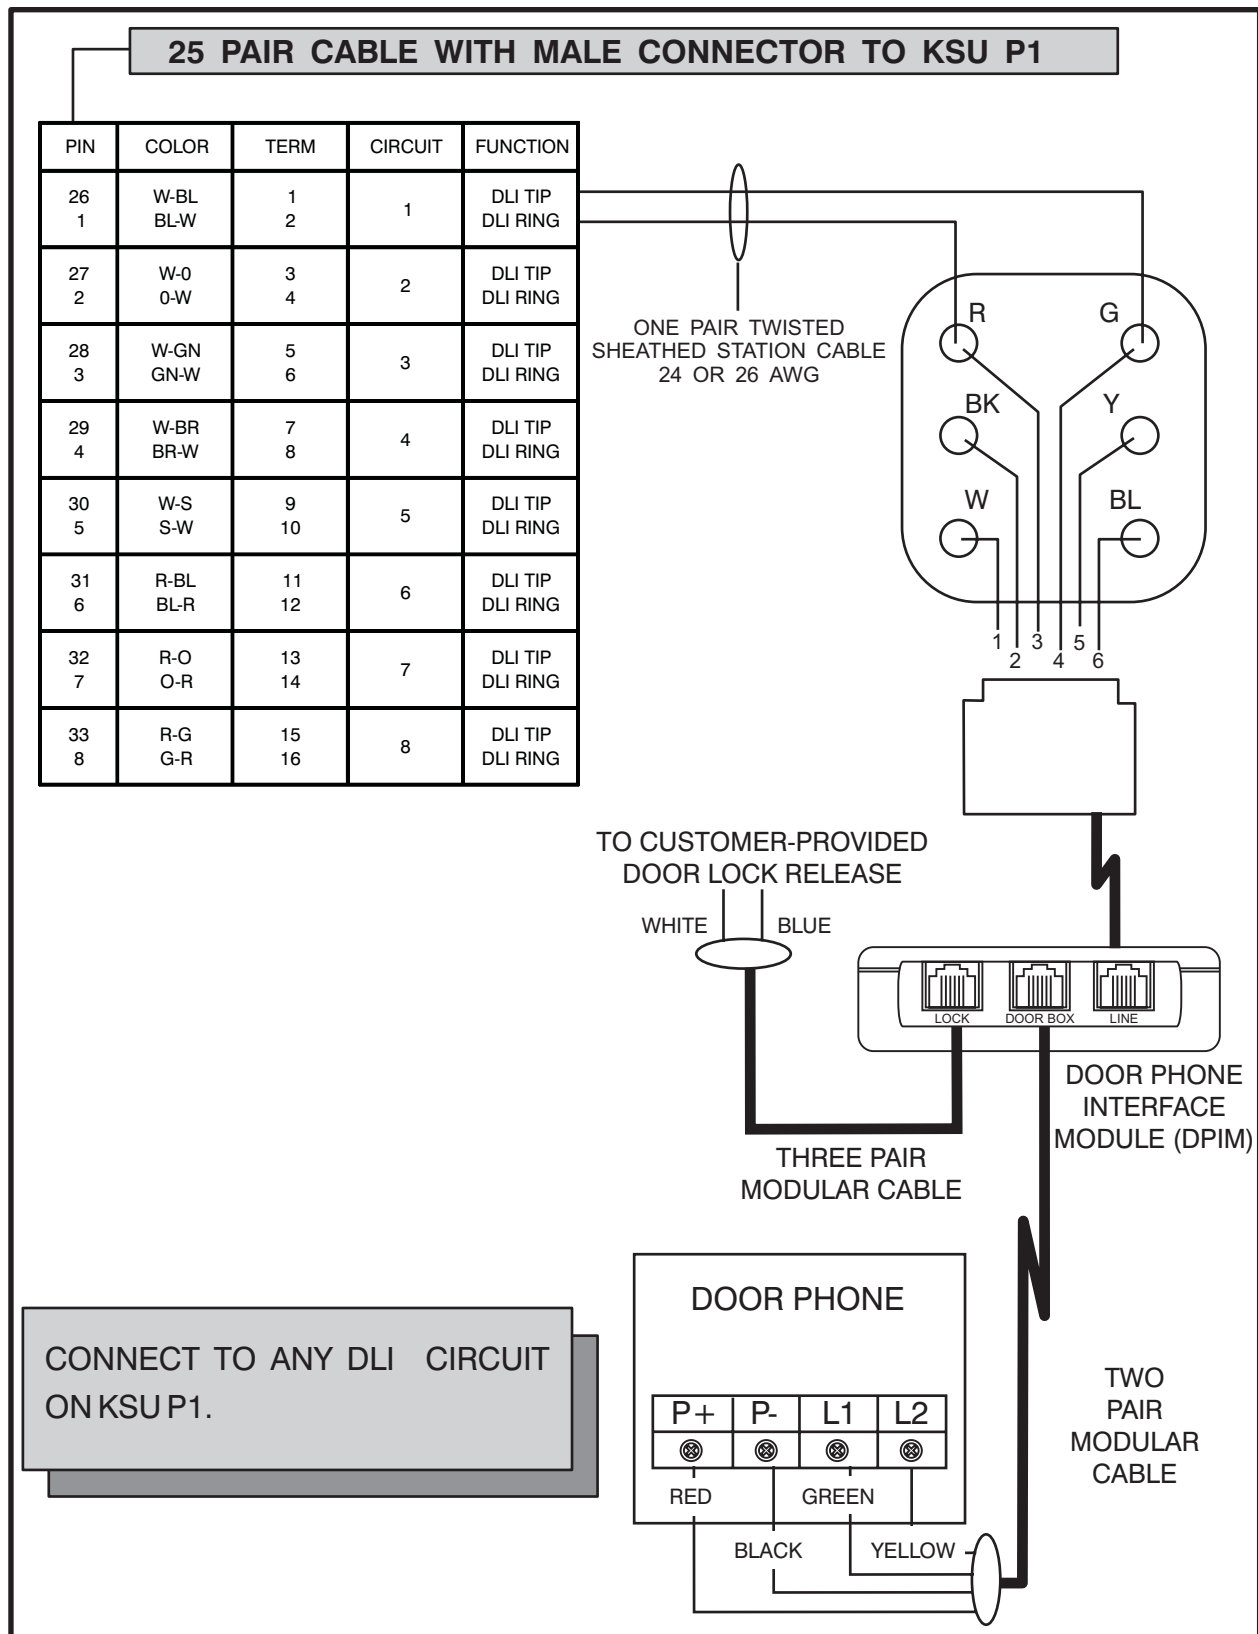 25 PAIR CABLE WITH MALE CONNECTOR TO KSU P1
PIN COLOR TERM CIRCUIT FUNCTION
26 W-BL 1 DLI TIP
1
1 BL-W 2 DLI RING
27 W-0 3 DLI TIP
2
2 0-W 4 DLI RING
28 W-GN 5 DLI TIP
3
3 GN-W 6 DLI RING
29 W-BR 7 DLI TIP
4
4 BR-W 8 DLI RING
30 W-S 9 DLI TIP
5
5 S-W 10 DLI RING
31 R-BL 11 DLI TIP
6
6 BL-R 12 DLI RING
32 R-O 13 DLI TIP
7
7 O-R 14 DLI RING
33 R-G 15 DLI TIP
8
8 G-R 16 DLI RING
ONE PAIR TWISTED
SHEATHED STATION CABLE
24 OR 26 AWG
R G
BK Y
W BL
1 2 3 4 5 6
TO CUSTOMER-PROVIDED
DOOR LOCK RELEASE
WHITE BLUE
LOCK DOOR BOX LINE
DOOR PHONE
INTERFACE
MODULE (DPIM)
THREE PAIR
MODULAR CABLE
DOOR PHONE
P+ P- L1 L2
RED GREEN
BLACK YELLOW
TWO
PAIR
MODULAR
CABLE
CONNECT TO ANY DLI CIRCUIT
ON KSU P1.